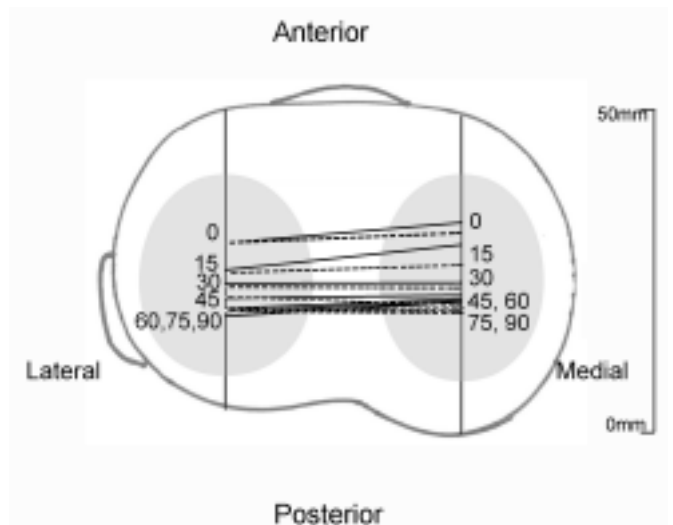 Anterior
50mm
0
0
15
15
30
30
45
45, 60
60,75,90
75, 90
Lateral
Medial
0mm
Posterior